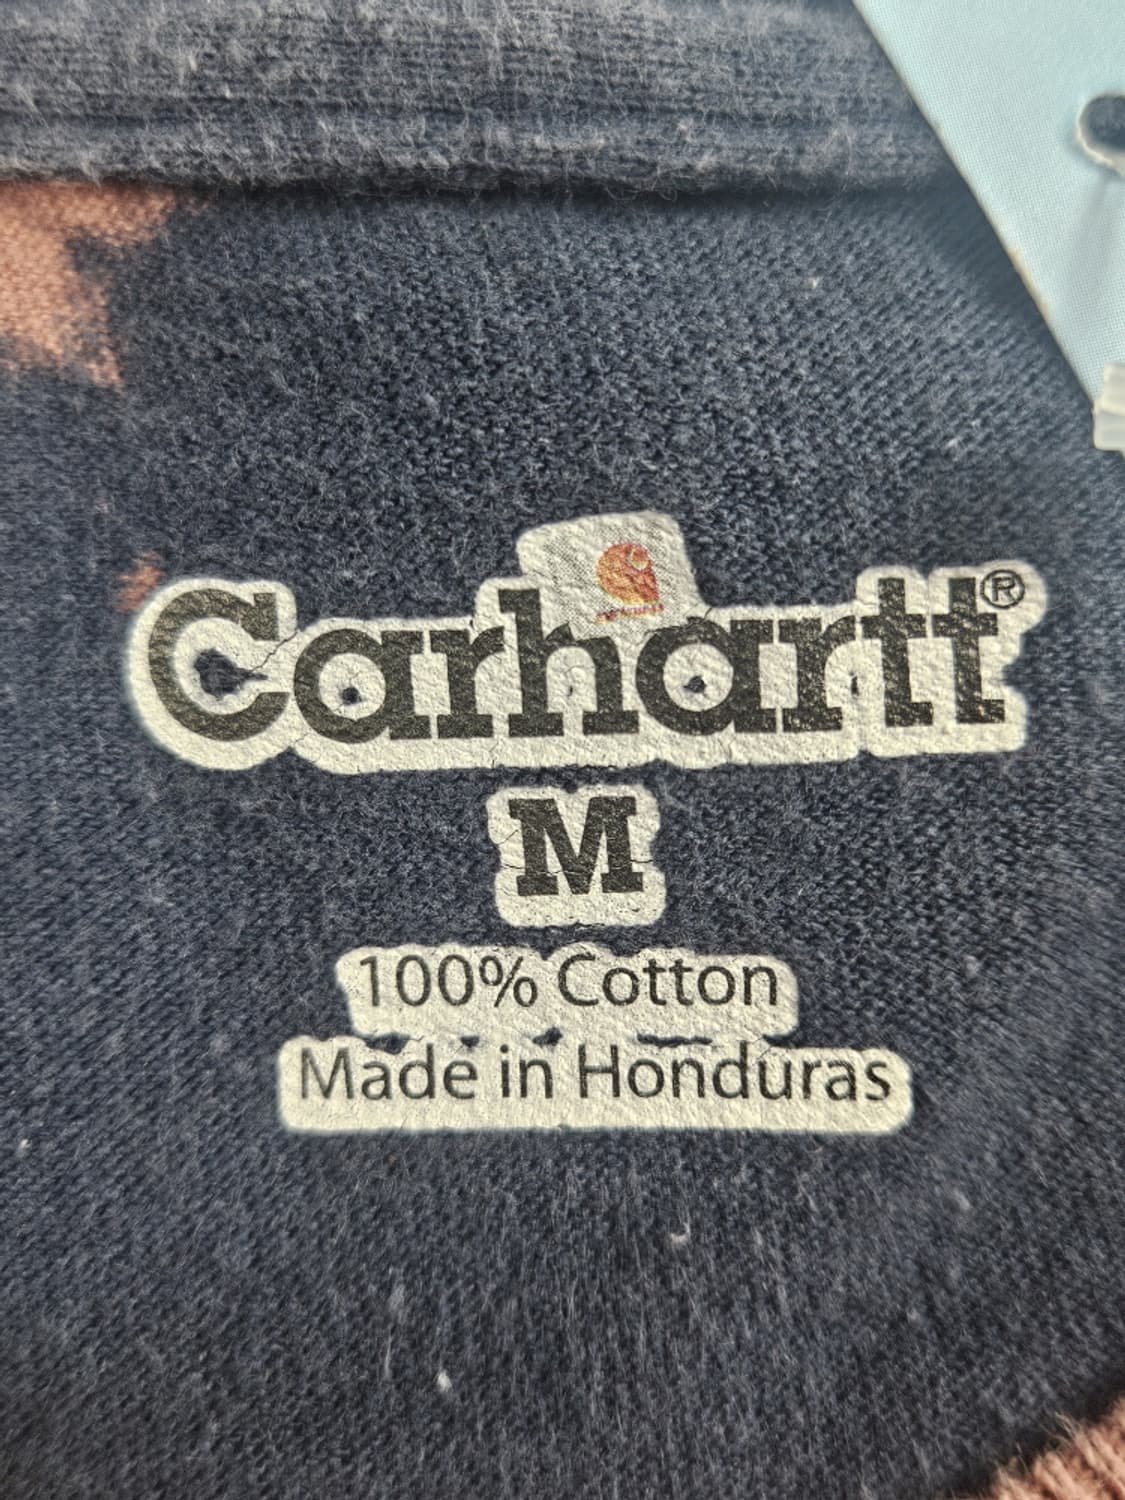 Carhartt®
M
100% Cotton
Made in Honduras